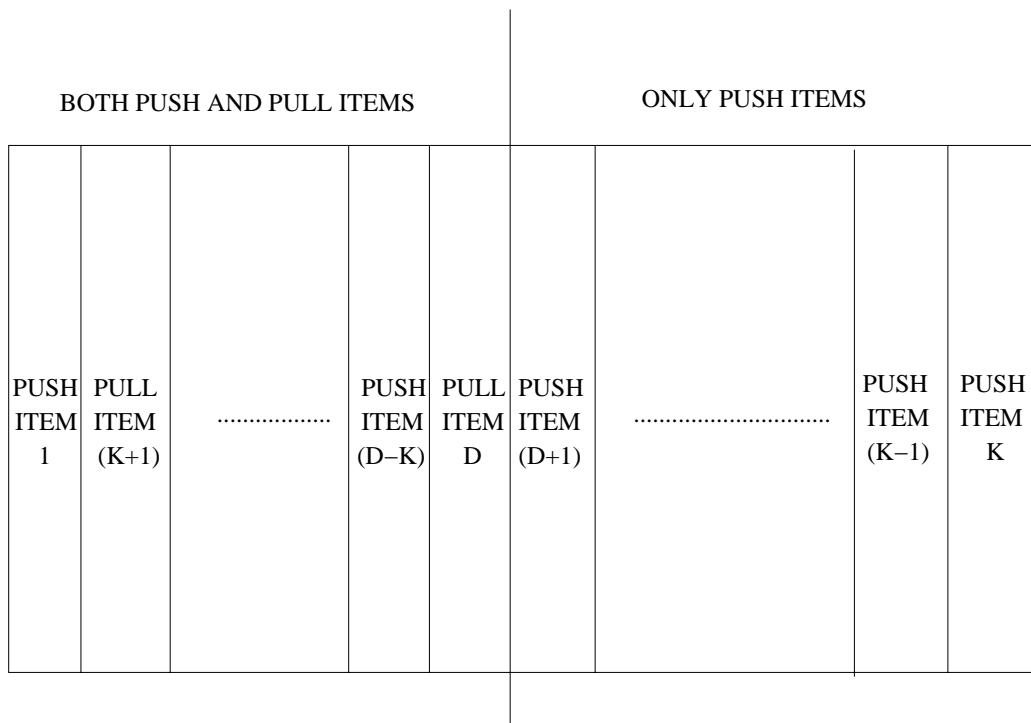 BOTH PUSH AND PULL ITEMS
ONLY PUSH ITEMS
PUSH ITEM 1
PULL ITEM (K+1)
..................
PUSH ITEM (D−K)
PULL ITEM D
PUSH ITEM (D+1)
...............................
PUSH ITEM (K−1)
PUSH ITEM K